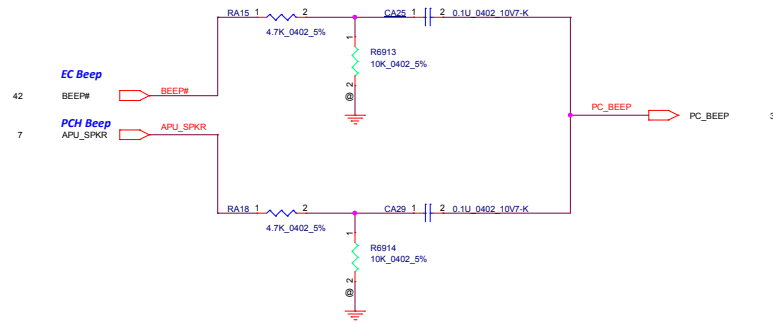 RA15 1 2 CA25 1 2 0.1U_0402_10V7-K
4.7K_0402_5%
1
R6913
10K_0402_5%
2
@
EC Beep
42 BEEP# BEEP#
PCH Beep
7 APU_SPKR APU_SPKR
PC_BEEP PC_BEEP 3
RA18 1 2 CA29 1 2 0.1U_0402_10V7-K
4.7K_0402_5%
1
R6914
10K_0402_5%
2
@